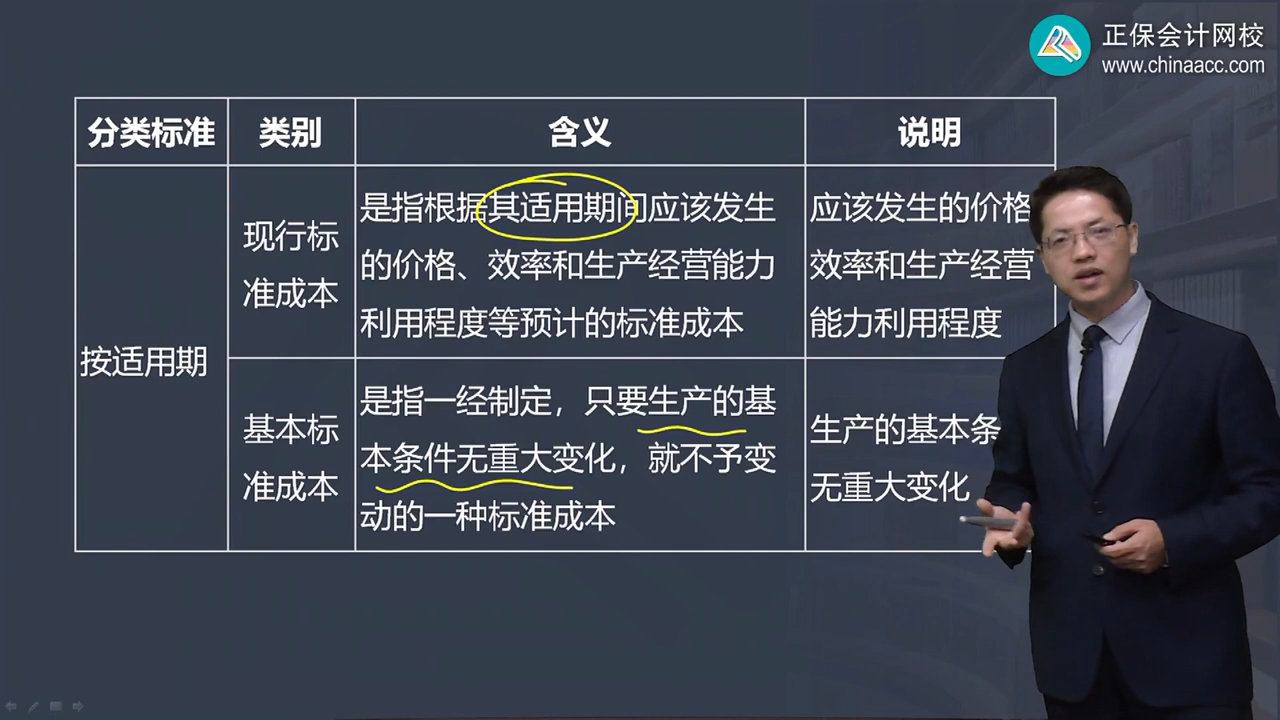 正保会计网校
www.chinaacc.com
分类标准 类别 含义 说明
按适用期
现行标
准成本
是指根据其适用期间应该发生
的价格、效率和生产经营能力
利用程度等预计的标准成本
应该发生的价格
效率和生产经营
能力利用程度
基本标
准成本
是指一经制定，只要生产的基
本条件无重大变化，就不予变
动的一种标准成本
生产的基本条
无重大变化